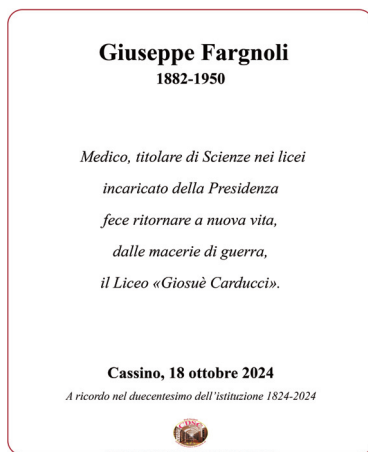 Giuseppe Fargnoli
1882-1950
Medico, titolare di Scienze nei licei
incaricato della Presidenza
fece ritornare a nuova vita,
dalle macerie di guerra,
il Liceo «Giosuè Carducci».
Cassino, 18 ottobre 2024
A ricordo nel duecentesimo dell’istituzione 1824-2024
CDSC